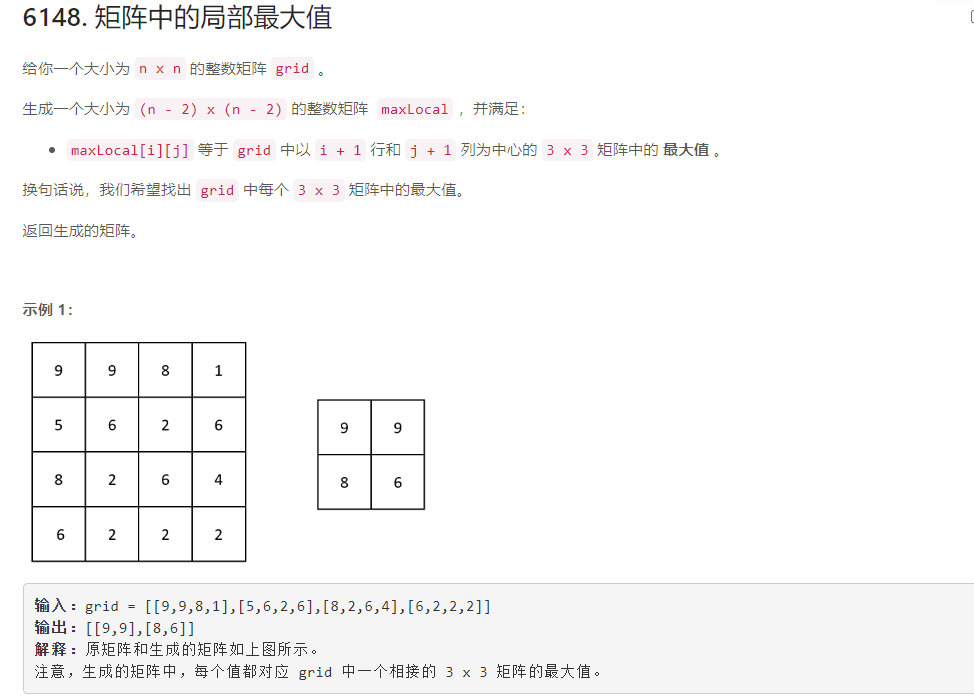 6148. 矩阵中的局部最大值
给你一个大小为 n x n 的整数矩阵 grid 。
生成一个大小为 (n - 2) x (n - 2) 的整数矩阵 maxLocal ，并满足：
• maxLocal[i][j] 等于 grid 中以 i + 1 行和 j + 1 列为中心的 3 x 3 矩阵中的 最大值 。
换句话说，我们希望找出 grid 中每个 3 x 3 矩阵中的最大值。
返回生成的矩阵。
示例 1：
9 9 8 1
5 6 2 6
8 2 6 4
6 2 2 2
9 9
8 6
输入：grid = [[9,9,8,1],[5,6,2,6],[8,2,6,4],[6,2,2,2]]
输出：[[9,9],[8,6]]
解释：原矩阵和生成的矩阵如上图所示。
注意，生成的矩阵中，每个值都对应 grid 中一个相接的 3 x 3 矩阵的最大值。